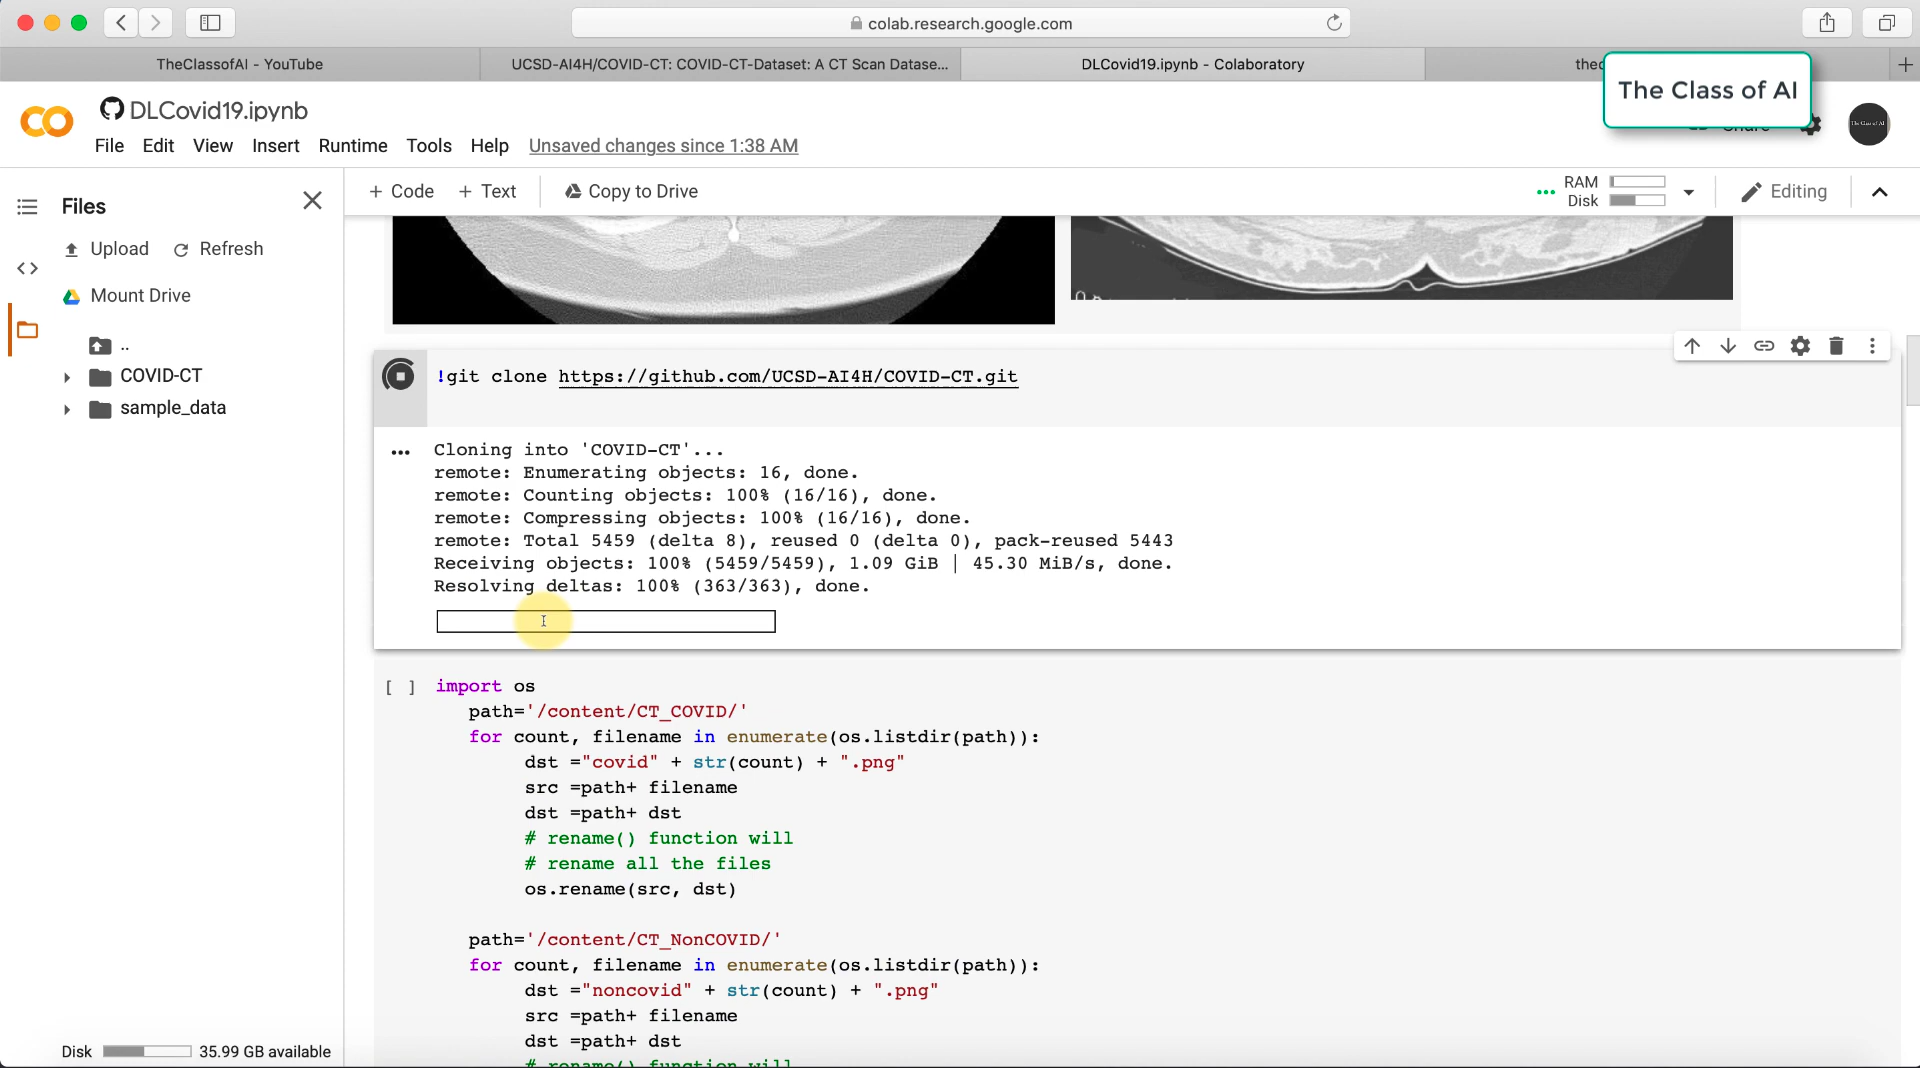 colab.research.google.com
TheClassofAI - YouTube
UCSD-AI4H/COVID-CT: COVID-CT-Dataset: A CT Scan Datase...
DLCovid19.ipynb - Colaboratory
The Class of AI
DLCovid19.ipynb
File Edit View Insert Runtime Tools Help Unsaved changes since 1:38 AM
Files
Upload Refresh
Mount Drive
..
COVID-CT
sample_data
Disk 35.99 GB available
+ Code + Text Copy to Drive
RAM
Disk
Editing
!git clone https://github.com/UCSD-AI4H/COVID-CT.git
Cloning into 'COVID-CT'...
remote: Enumerating objects: 16, done.
remote: Counting objects: 100% (16/16), done.
remote: Compressing objects: 100% (16/16), done.
remote: Total 5459 (delta 8), reused 0 (delta 0), pack-reused 5443
Receiving objects: 100% (5459/5459), 1.09 GiB | 45.30 MiB/s, done.
Resolving deltas: 100% (363/363), done.
[ ] import os
path='/content/CT_COVID/'
for count, filename in enumerate(os.listdir(path)):
dst ="covid" + str(count) + ".png"
src =path+ filename
dst =path+ dst
# rename() function will
# rename all the files
os.rename(src, dst)
path='/content/CT_NonCOVID/'
for count, filename in enumerate(os.listdir(path)):
dst ="noncovid" + str(count) + ".png"
src =path+ filename
dst =path+ dst
# rename() function will